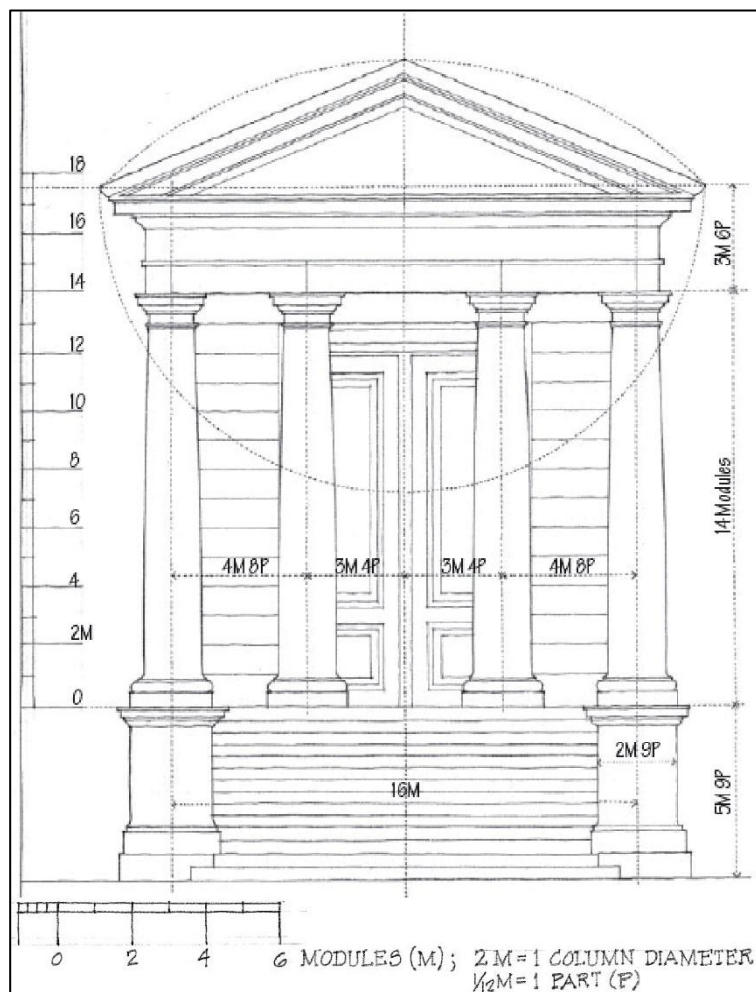 18
16
3M 6P
14
12
10
8
14 Modules
6
4M 8P 3M 4P 3M 4P 4M 8P
4
2M
0
2M 9P
16M
5M 9P
0 2 4 6 MODULES (M); 2M = 1 COLUMN DIAMETER
1/12M = 1 PART (P)